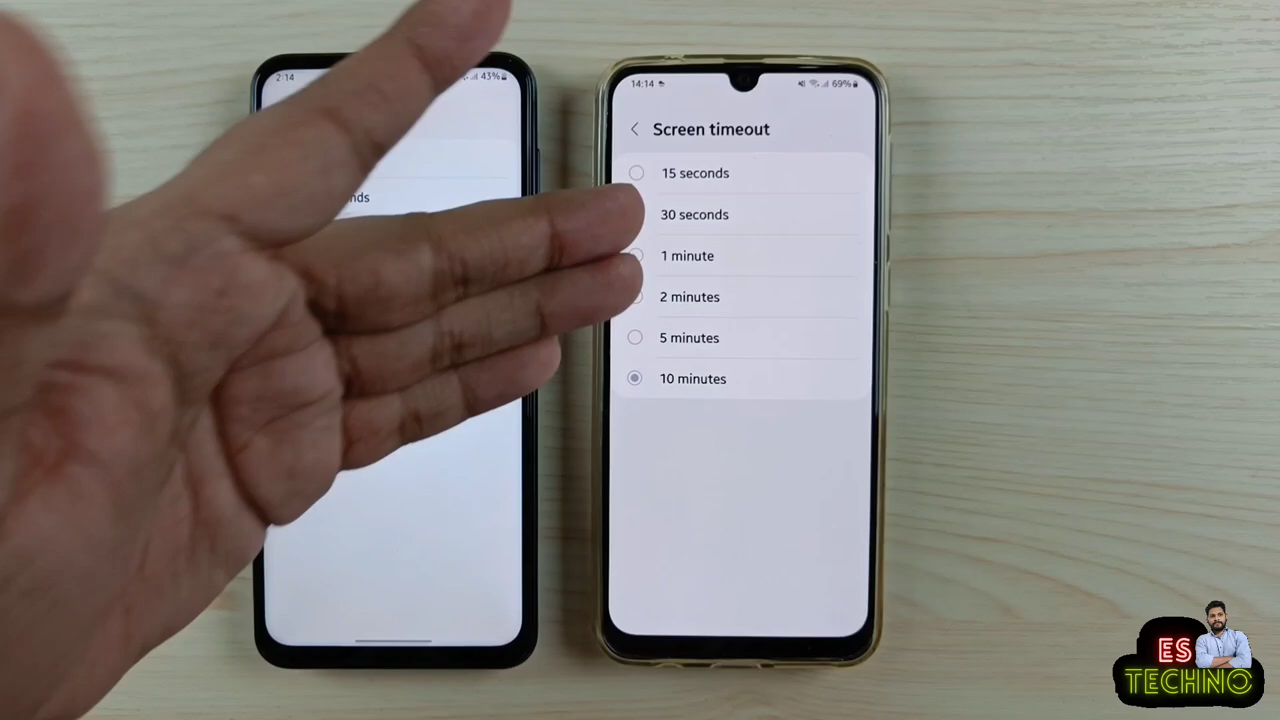 2:14
43%
nds
14:14
69%
Screen timeout
15 seconds
30 seconds
1 minute
2 minutes
5 minutes
10 minutes
ES
TECHNO